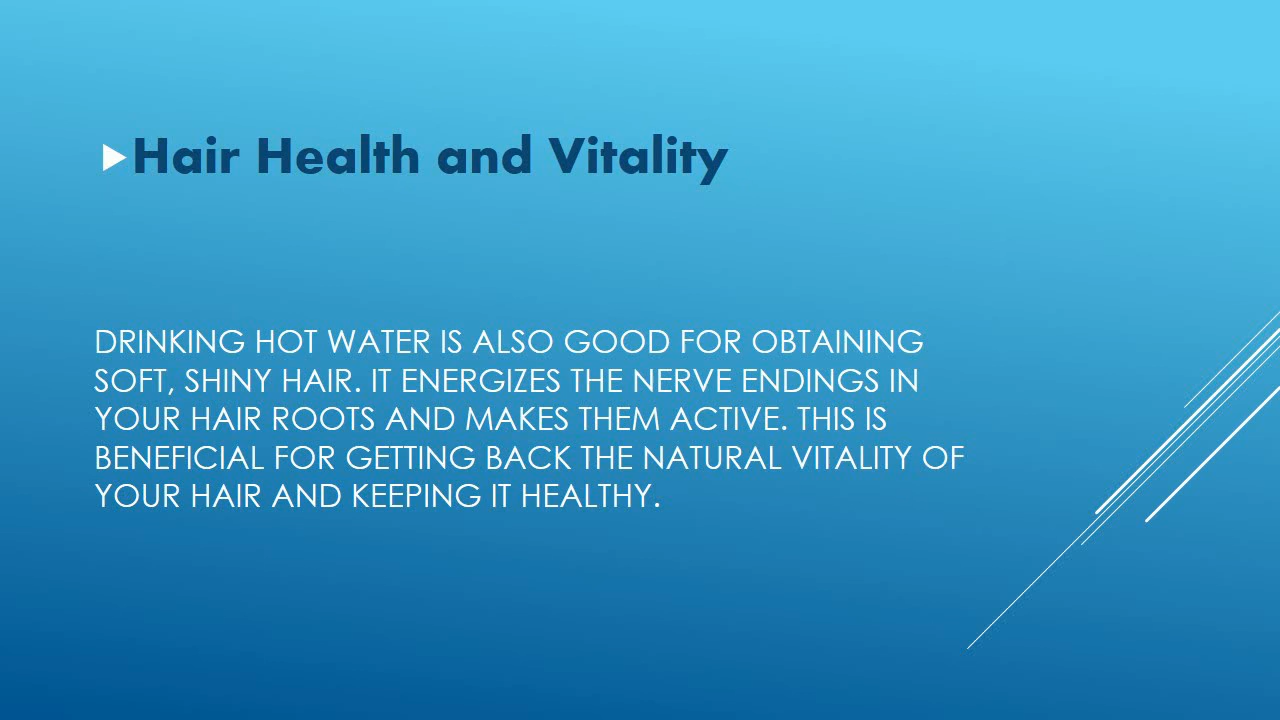 Hair Health and Vitality
DRINKING HOT WATER IS ALSO GOOD FOR OBTAINING
SOFT, SHINY HAIR. IT ENERGIZES THE NERVE ENDINGS IN
YOUR HAIR ROOTS AND MAKES THEM ACTIVE. THIS IS
BENEFICIAL FOR GETTING BACK THE NATURAL VITALITY OF
YOUR HAIR AND KEEPING IT HEALTHY.